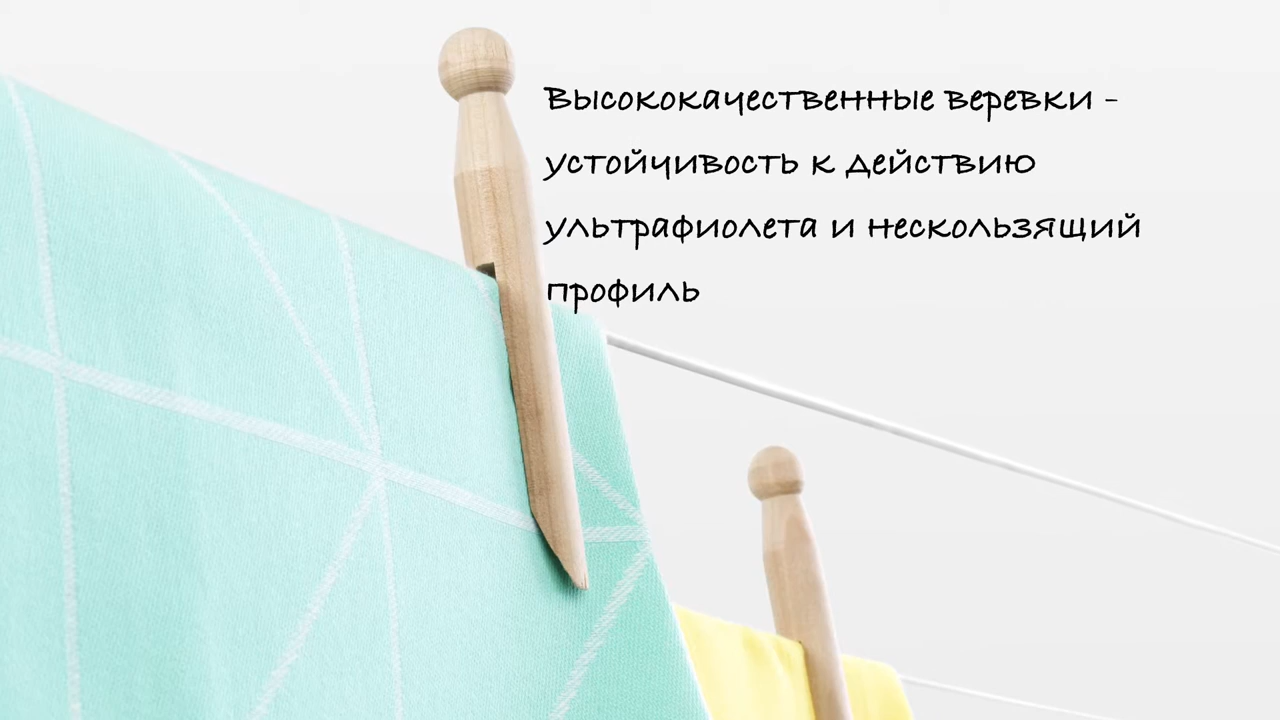 Высококачественные веревки -
устойчивость к действию
ультрафиолета и нескользящий
профиль